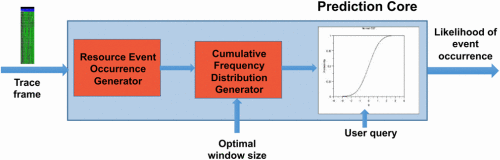 Prediction Core
Likelihood of
event
occurrence
Resource Event
Occurrence
Generator
Cumulative
Frequency
Distribution
Generator
Trace
frame
Optimal
window size
User query